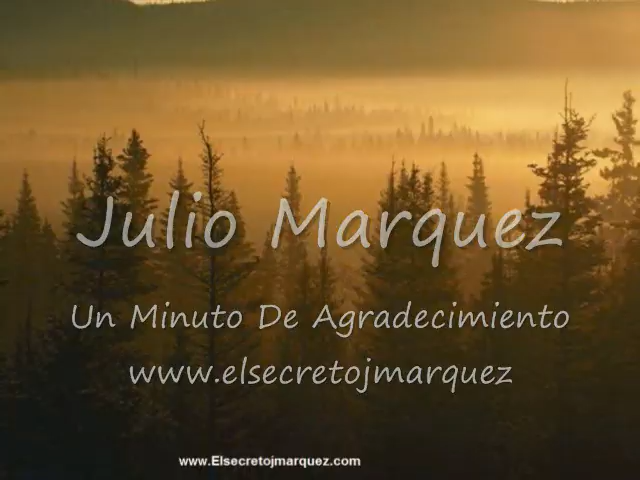 Julio Marquez
Un Minuto De Agradecimiento
www.elsecretojmarquez
www.Elsecretojmarquez.com